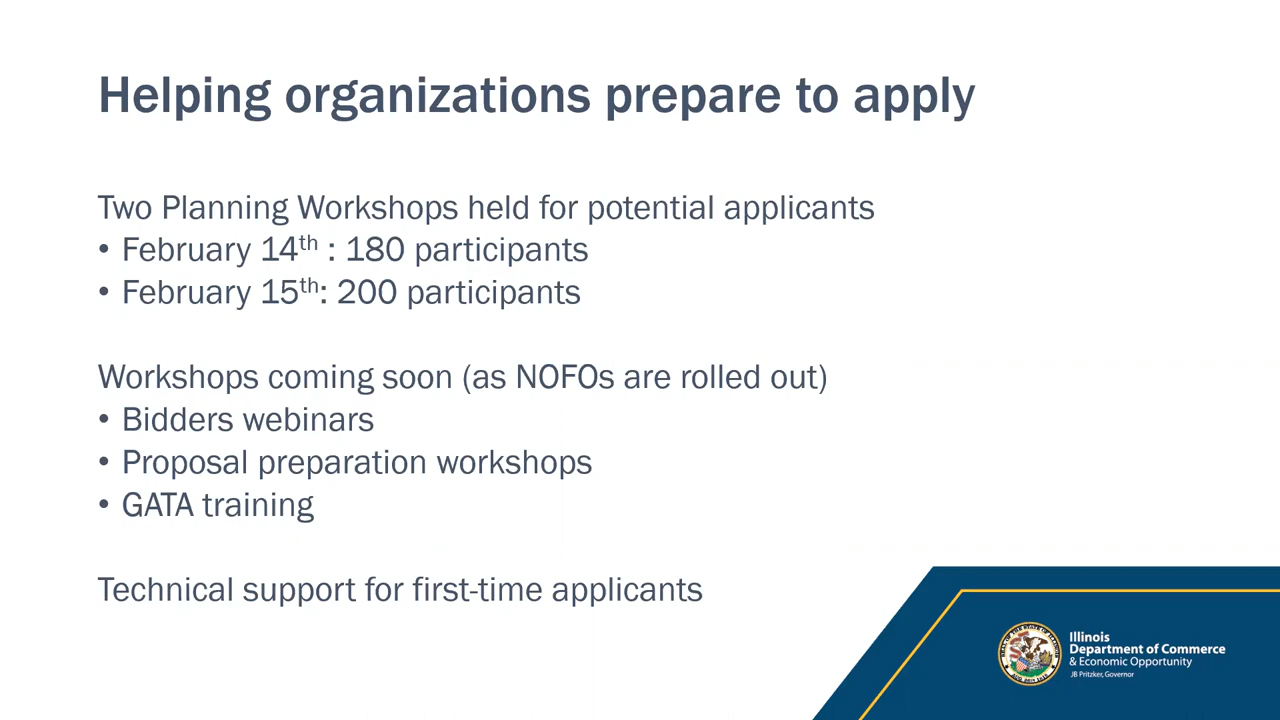 Helping organizations prepare to apply
Two Planning Workshops held for potential applicants
• February 14th : 180 participants
• February 15th: 200 participants
Workshops coming soon (as NOFOs are rolled out)
• Bidders webinars
• Proposal preparation workshops
• GATA training
Technical support for first-time applicants
Illinois
Department of Commerce
& Economic Opportunity
JB Pritzker, Governor